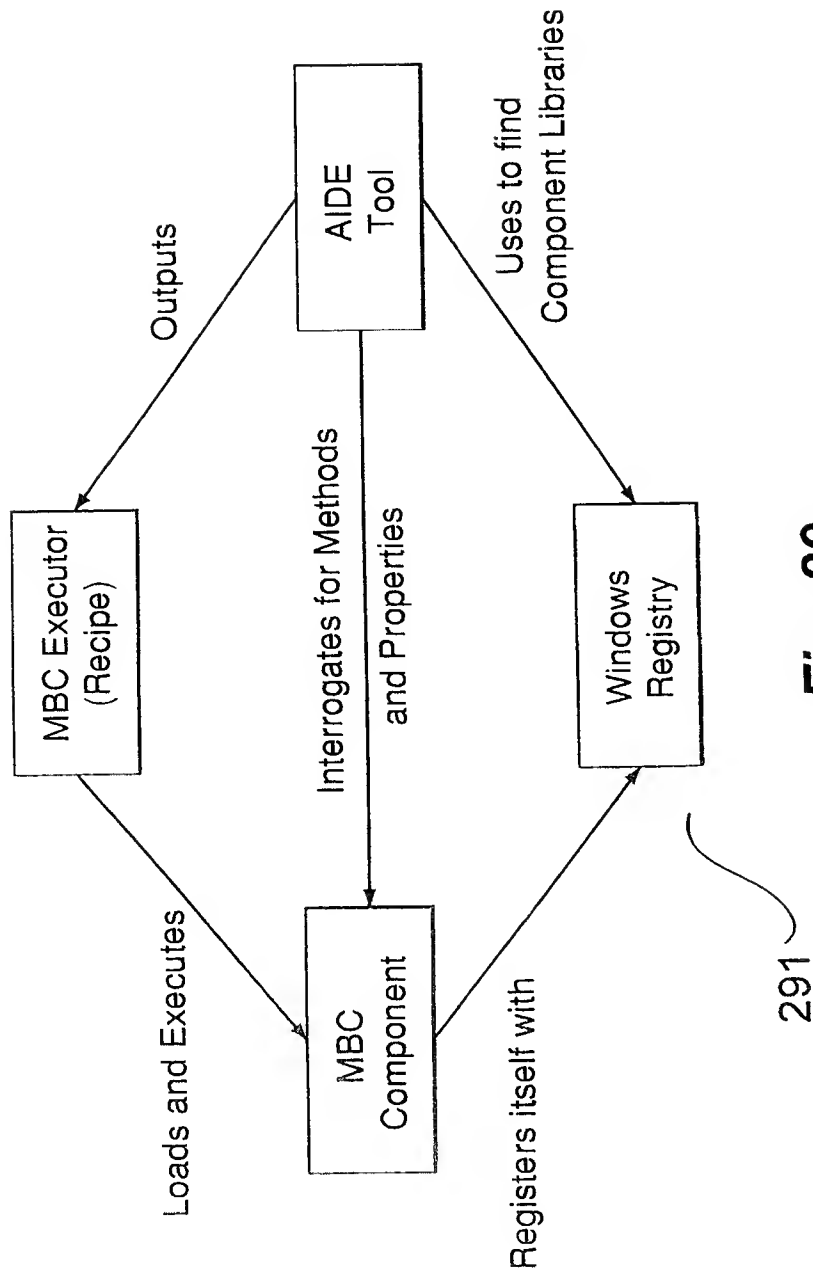 MBC Executor
(Recipe)
Loads and Executes
Outputs
MBC
Component
Interrogates for Methods
and Properties
AIDE
Tool
Registers itself with
Uses to find
Component Libraries
Windows
Registry
291